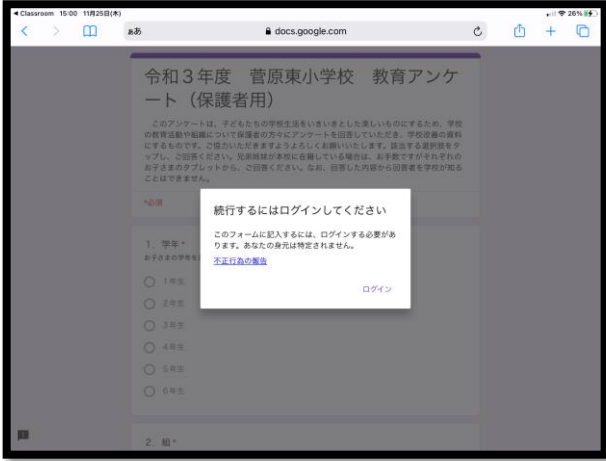 ◀ Classroom 15:00 11月25日(木) 26%
ああ docs.google.com
令和3年度 菅原東小学校 教育アンケ
ート（保護者用）
このアンケートは、子どもたちの学校生活をいきいきとした楽しいものにするため、学校
の教育活動や組織について保護者の方々にアンケートを回答していただき、学校改善の資料
にするものです。ご協力いただきますようよろしくお願いいたします。該当する選択肢をタ
ップし、ご回答ください。兄弟姉妹が本校に在籍している場合は、お手数ですがそれぞれの
お子さまのタブレットから、ご回答ください。なお、回答した内容から回答者を学校が知る
ことはできません。
*必須
続行するにはログインしてください
このフォームに記入するには、ログインする必要があ
ります。あなたの身元は特定されません。
不正行為の報告
ログイン
1．学年 *
お子さまの学年を
1年生
2年生
3年生
4年生
5年生
6年生
2．組 *